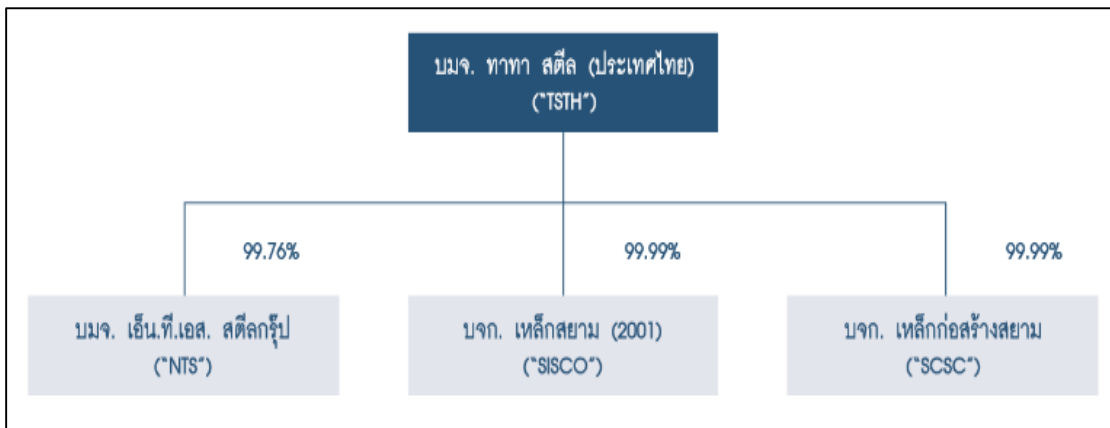 บมจ. ทาทา สตีล (ประเทศไทย)
("TSTH")
99.76%
99.99%
99.99%
บมจ. เอ็น.ที.เอส. สตีลกรุ๊ป
("NTS")
บจก. เหล็กสยาม (2001)
("SISCO")
บจก. เหล็กก่อสร้างสยาม
("SCSC")